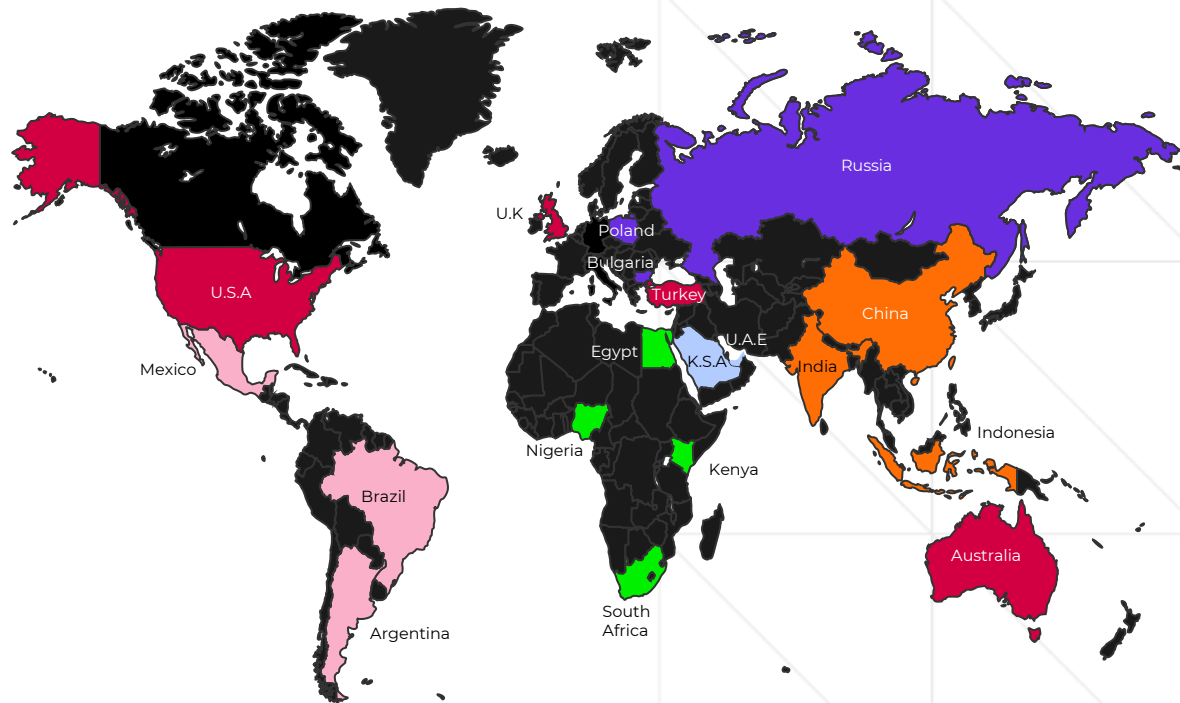 Russia
U.K
Poland
Bulgaria
U.S.A
Turkey
China
U.A.E
Egypt
K.S.A
Mexico
India
Indonesia
Nigeria
Kenya
Brazil
Australia
South
Africa
Argentina